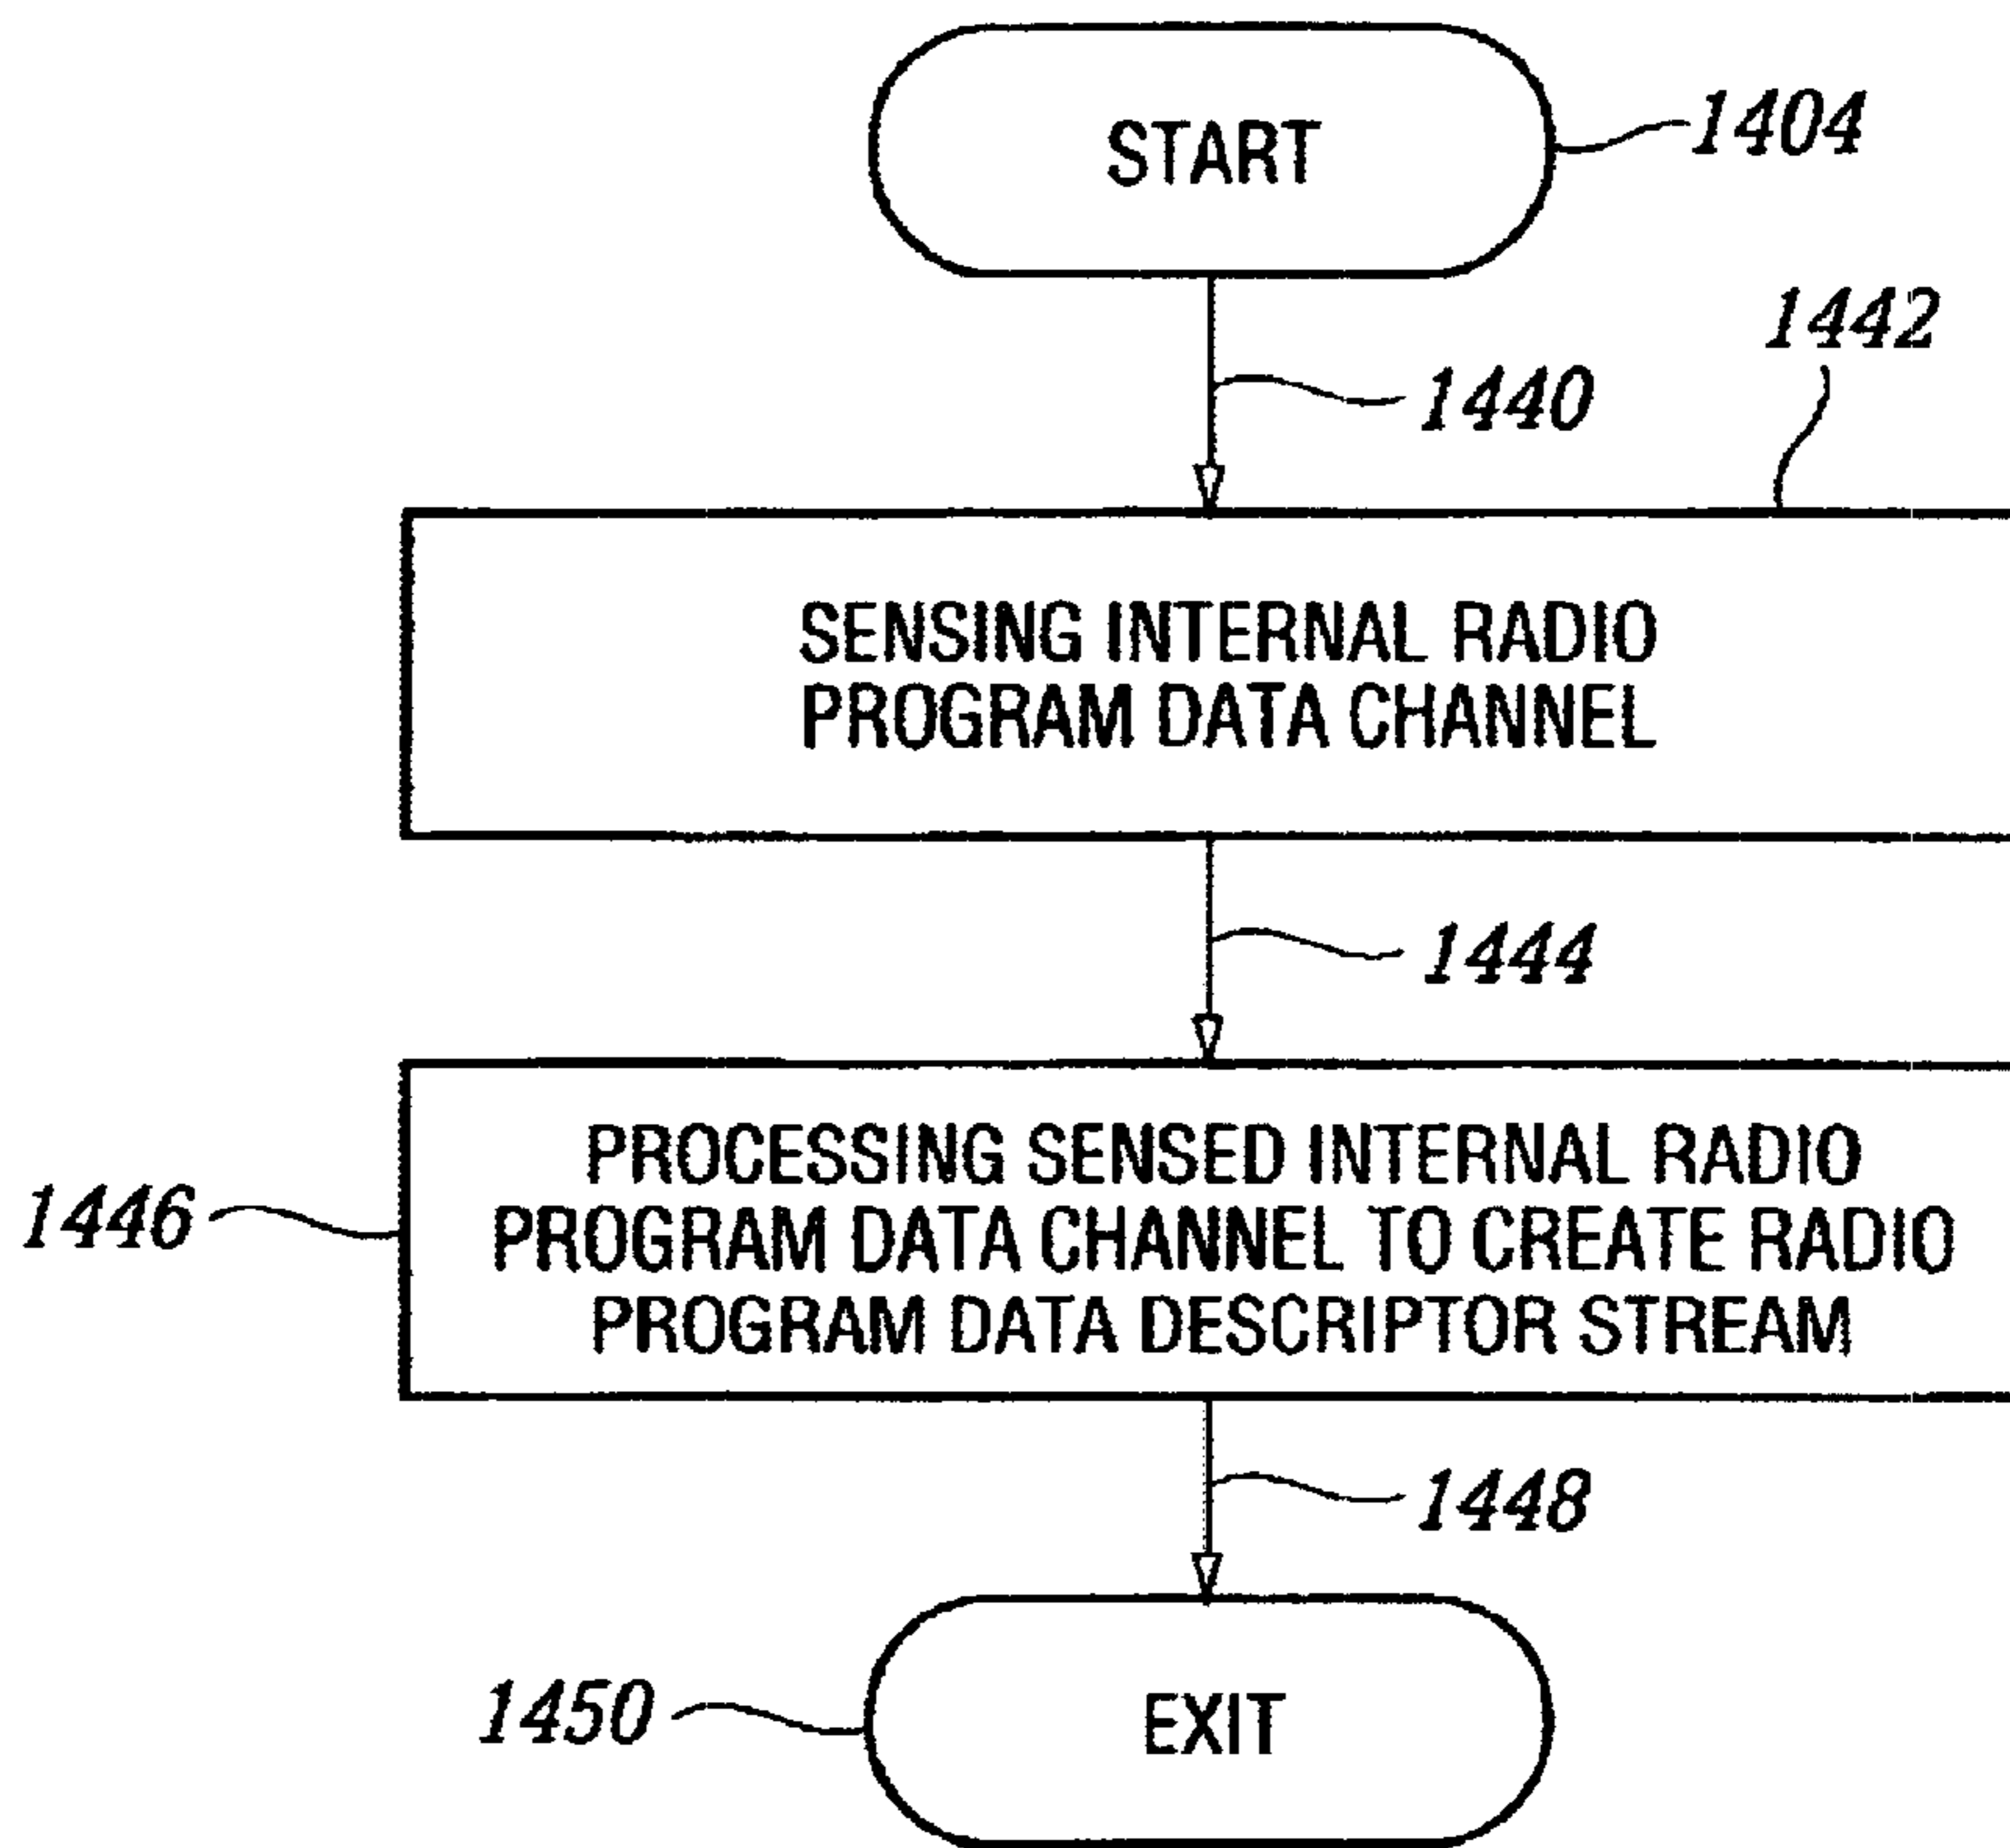 START
1404
1442
1440
SENSING INTERNAL RADIO
PROGRAM DATA CHANNEL
1444
PROCESSING SENSED INTERNAL RADIO
PROGRAM DATA CHANNEL TO CREATE RADIO
PROGRAM DATA DESCRIPTOR STREAM
1446
1448
1450
EXIT